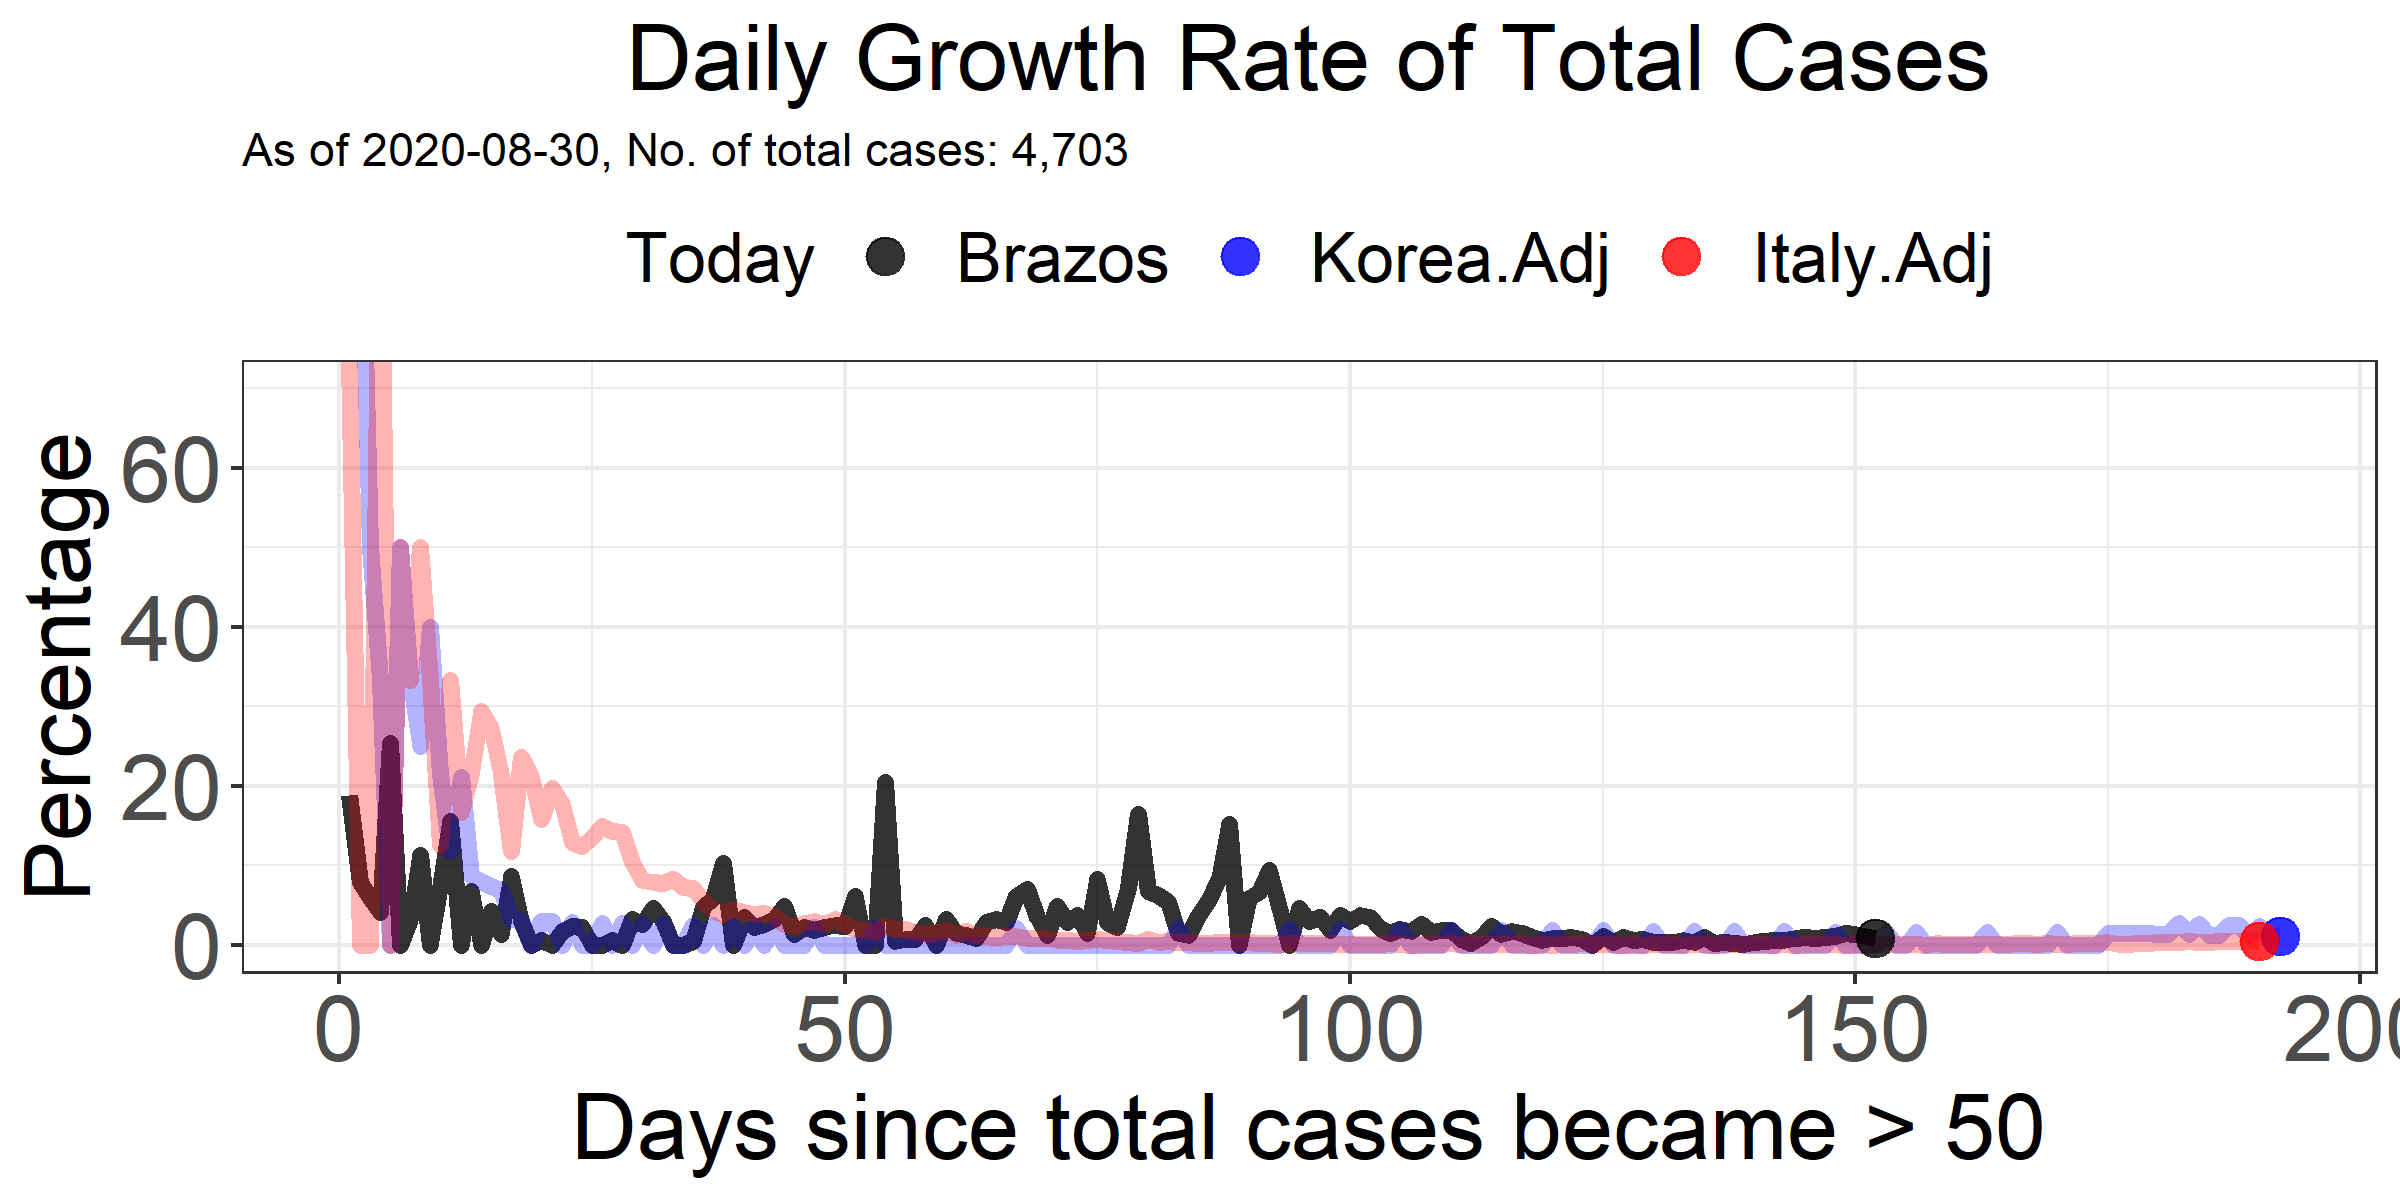 Daily Growth Rate of Total Cases
As of 2020-08-30, No. of total cases: 4,703
Today Brazos Korea.Adj Italy.Adj
Percentage
60
40
20
0
0 50 100 150 200
Days since total cases became > 50